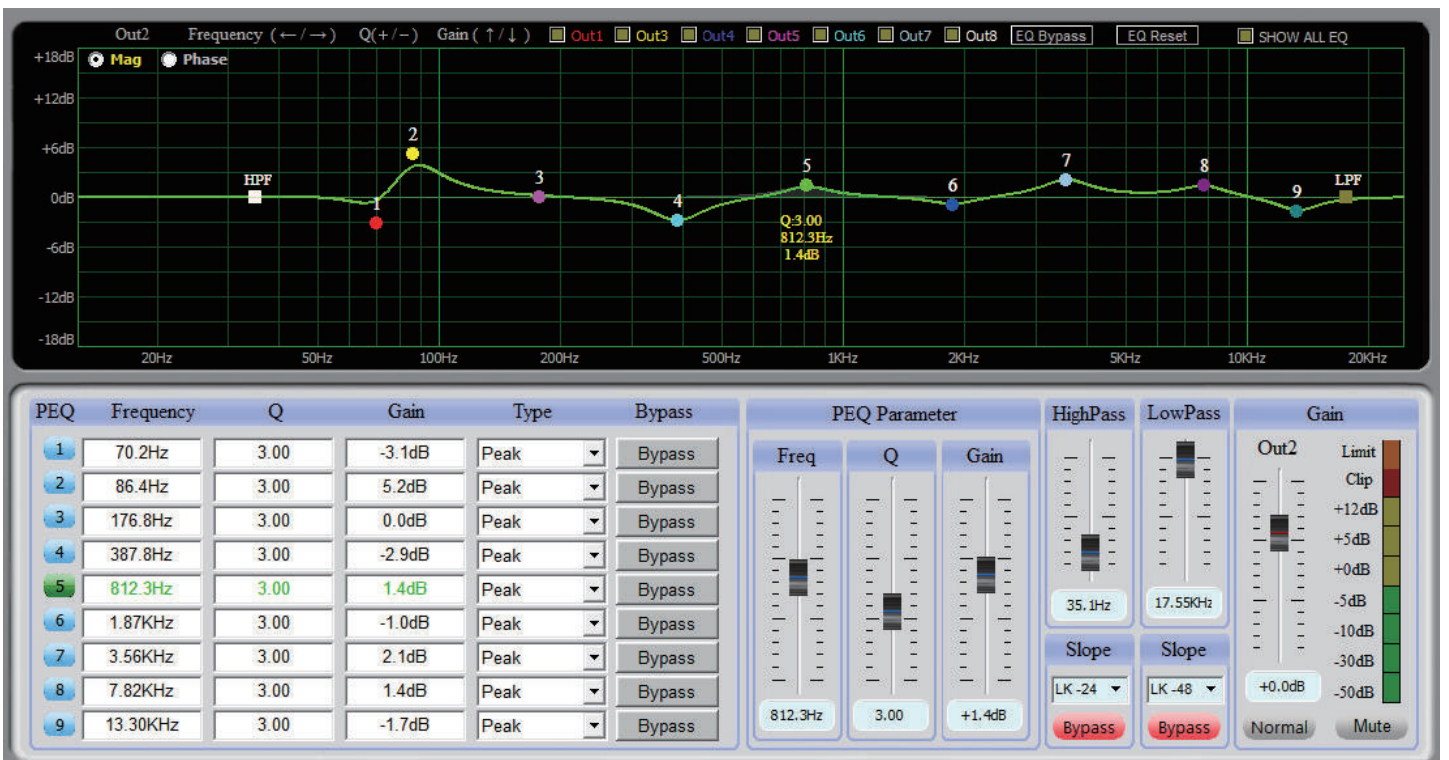 Out2 Frequency (←/→) Q(+/−) Gain (↑/↓) Out1 Out3 Out4 Out5 Out6 Out7 Out8 EQ Bypass EQ Reset SHOW ALL EQ
+18dB Mag Phase
+12dB
+6dB
0dB
-6dB
-12dB
-18dB
HPF 1 2 3 4 5 6 7 8 9 LPF
Q:3.00
812.3Hz
1.4dB
20Hz 50Hz 100Hz 200Hz 500Hz 1KHz 2KHz 5KHz 10KHz 20KHz
PEQ Frequency Q Gain Type Bypass
1 70.2Hz 3.00 -3.1dB Peak Bypass
2 86.4Hz 3.00 5.2dB Peak Bypass
3 176.8Hz 3.00 0.0dB Peak Bypass
4 387.8Hz 3.00 -2.9dB Peak Bypass
5 812.3Hz 3.00 1.4dB Peak Bypass
6 1.87KHz 3.00 -1.0dB Peak Bypass
7 3.56KHz 3.00 2.1dB Peak Bypass
8 7.82KHz 3.00 1.4dB Peak Bypass
9 13.30KHz 3.00 -1.7dB Peak Bypass
PEQ Parameter
Freq Q Gain
812.3Hz 3.00 +1.4dB
HighPass LowPass
35.1Hz 17.55KHz
Slope Slope
LK -24 LK -48
Bypass Bypass
Gain
Out2
Limit
Clip
+12dB
+5dB
+0dB
-5dB
-10dB
-30dB
-50dB
+0.0dB
Normal Mute